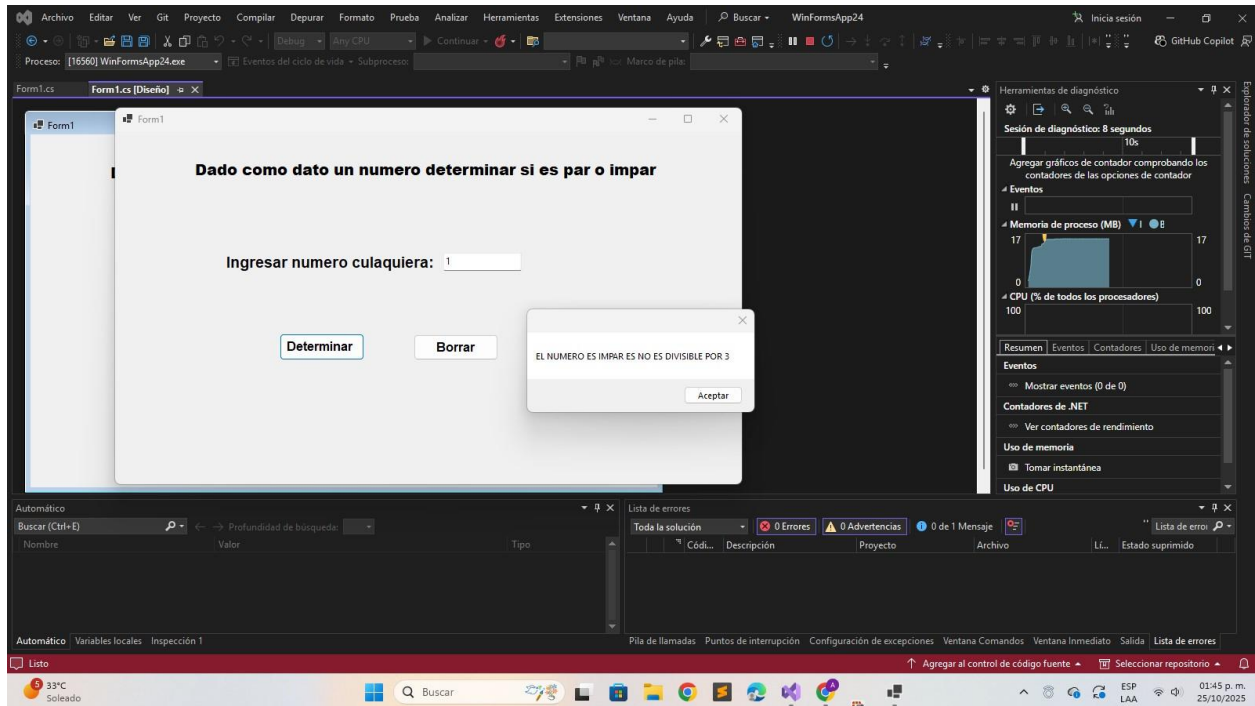 Archivo Editar Ver Git Proyecto Compilar Depurar Formato Prueba Analizar Herramientas Extensiones Ventana Ayuda Buscar WinFormsApp24 Inicia sesión
Debug Any CPU Continuar GitHub Copilot
Proceso: [16560] WinFormsApp24.exe Eventos del ciclo de vida Subproceso: Marco de pila:
Form1.cs Form1.cs [Diseño]
Form1
Form1
Dado como dato un numero determinar si es par o impar
Ingresar numero culaquiera: 1
Determinar Borrar
EL NUMERO ES IMPAR ES NO ES DIVISIBLE POR 3
Aceptar
Herramientas de diagnóstico
Sesión de diagnóstico: 8 segundos
10s
Agregar gráficos de contador comprobando los
contadores de las opciones de contador
Eventos
Memoria de proceso (MB)
17 17
0 0
CPU (% de todos los procesadores)
100 100
Resumen Eventos Contadores Uso de memori
Eventos
Mostrar eventos (0 de 0)
Contadores de .NET
Ver contadores de rendimiento
Uso de memoria
Tomar instantánea
Uso de CPU
Explorador de soluciones
Cambios de GIT
Automático
Buscar (Ctrl+E) Profundidad de búsqueda:
Nombre Valor Tipo
Automático Variables locales Inspección 1
Lista de errores
Toda la solución 0 Errores 0 Advertencias 0 de 1 Mensaje Lista de erroi
Códi... Descripción Proyecto Archivo Lí... Estado suprimido
Pila de llamadas Puntos de interrupción Configuración de excepciones Ventana Comandos Ventana Inmediato Salida Lista de errores
Listo Agregar al control de código fuente Seleccionar repositorio
5 33°C
Soleado
Buscar
ESP
LAA
01:45 p. m.
25/10/2025